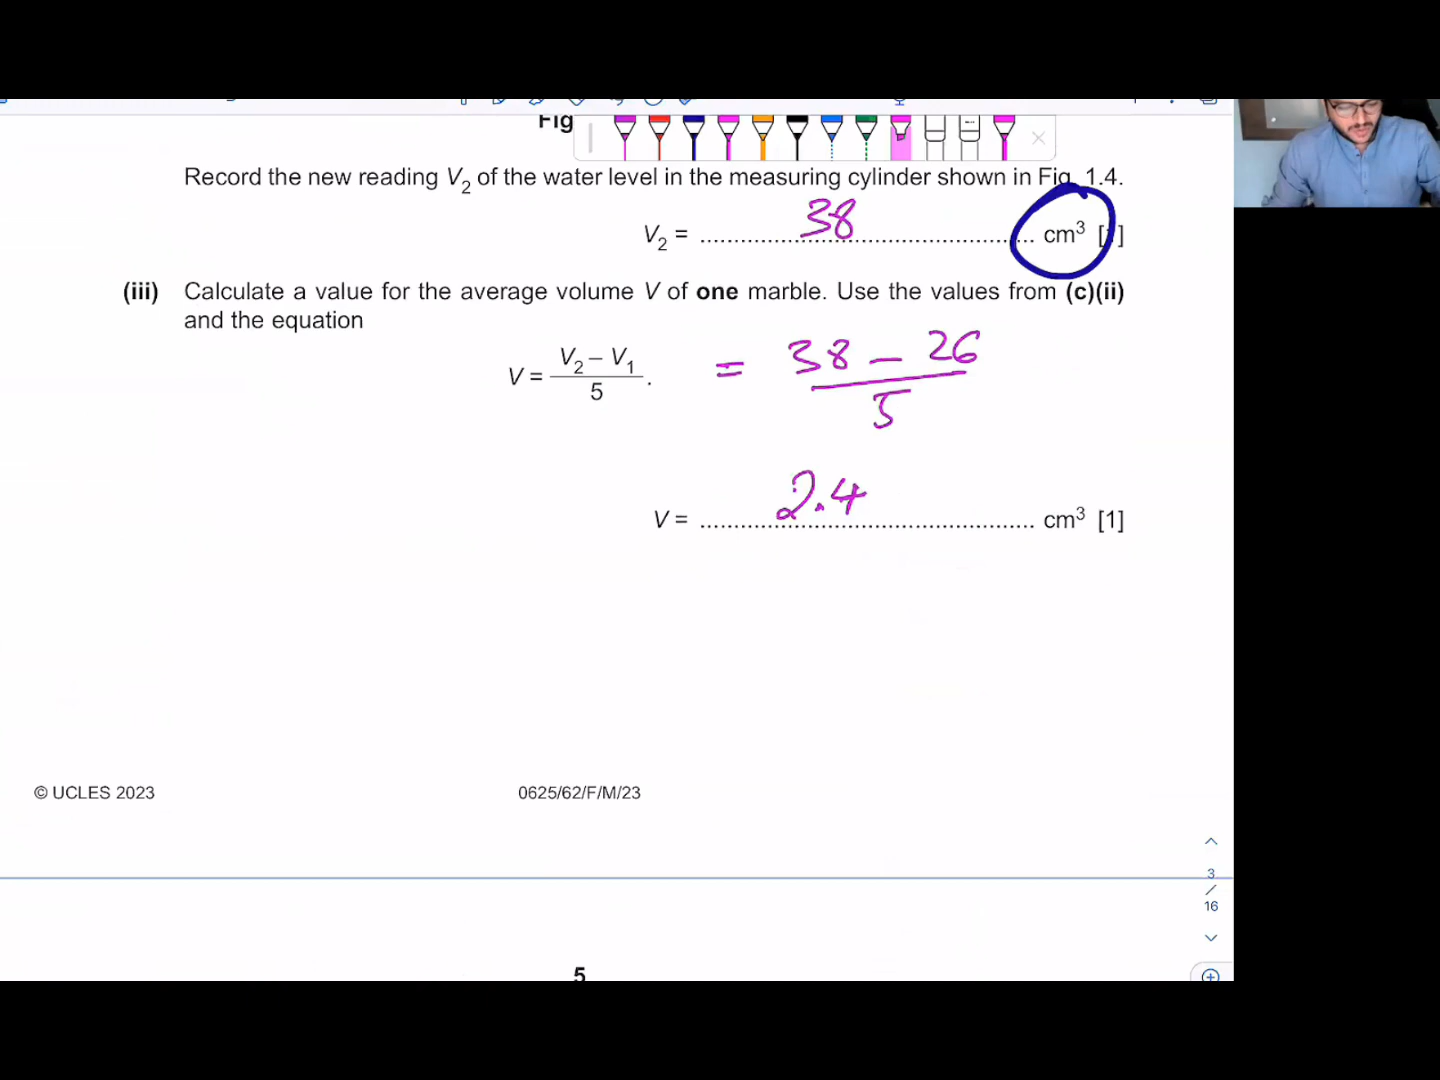 Fig
Record the new reading V₂ of the water level in the measuring cylinder shown in Fig. 1.4.
V₂ = ........ 38 ........ cm³ [1]
(iii) Calculate a value for the average volume V of one marble. Use the values from (c)(ii)
and the equation
V = (V₂ – V₁)/5 . = (38 – 26)/5
V = ........ 2.4 ........ cm³ [1]
© UCLES 2023 0625/62/F/M/23
3
/
16
5